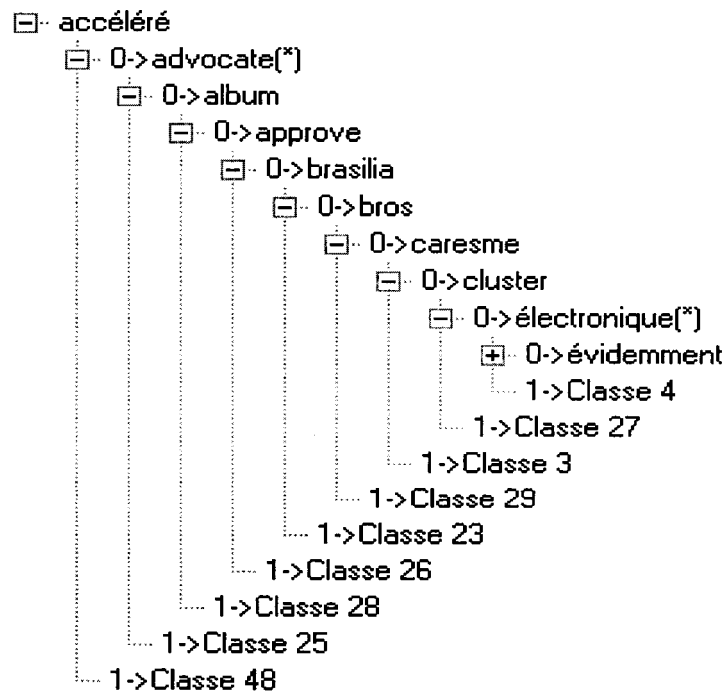 accéléré
0->advocate(*)
0->album
0->approve
0->brasilia
0->bros
0->caresme
0->cluster
0->électronique(*)
0->évidemment
1->Classe 4
1->Classe 27
1->Classe 3
1->Classe 29
1->Classe 23
1->Classe 26
1->Classe 28
1->Classe 25
1->Classe 48